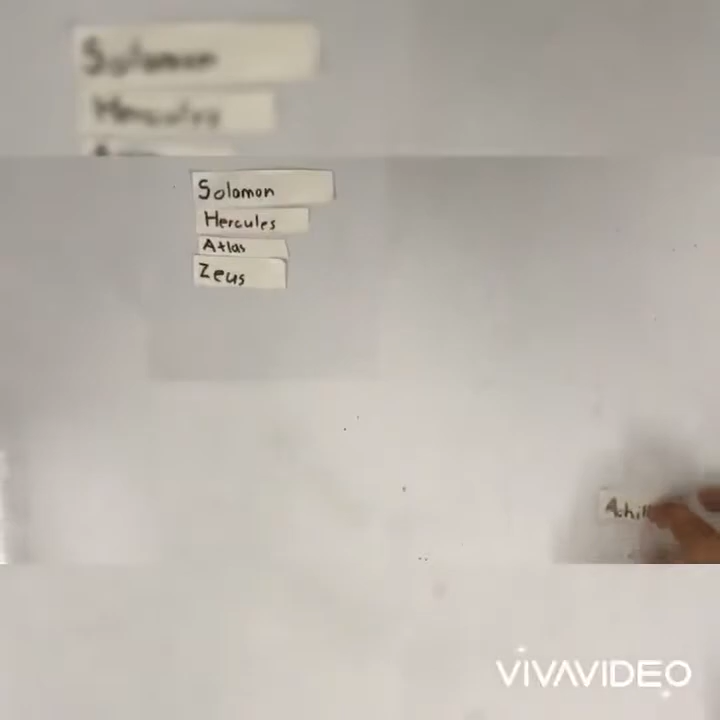 Solomon
Hercules
Solomon
Hercules
Atlas
Zeus
VIVAVIDEO